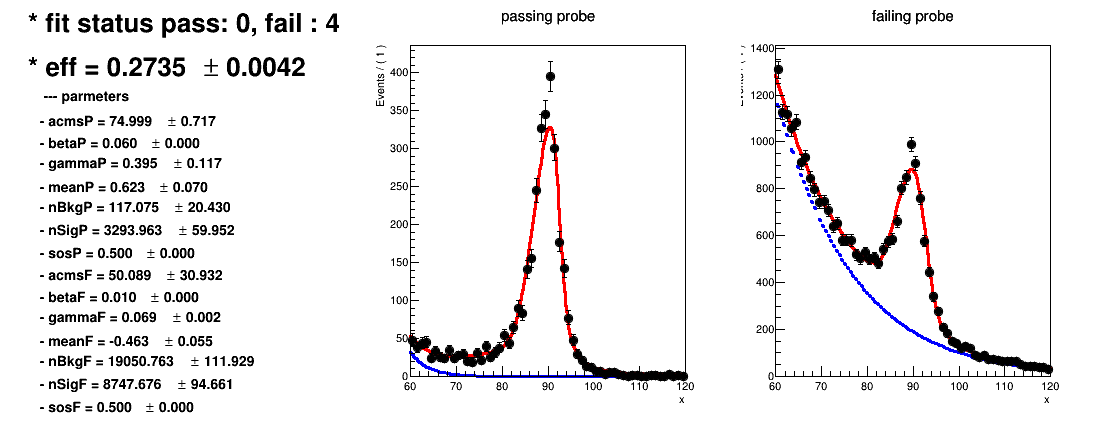 * fit status pass: 0, fail : 4
* eff = 0.2735 ± 0.0042
--- parmeters
- acmsP = 74.999 ± 0.717
- betaP = 0.060 ± 0.000
- gammaP = 0.395 ± 0.117
- meanP = 0.623 ± 0.070
- nBkgP = 117.075 ± 20.430
- nSigP = 3293.963 ± 59.952
- sosP = 0.500 ± 0.000
- acmsF = 50.089 ± 30.932
- betaF = 0.010 ± 0.000
- gammaF = 0.069 ± 0.002
- meanF = -0.463 ± 0.055
- nBkgF = 19050.763 ± 111.929
- nSigF = 8747.676 ± 94.661
- sosF = 0.500 ± 0.000
passing probe
Events / ( 1 )
400
350
300
250
200
150
100
50
0
60 70 80 90 100 110 120
x
failing probe
1400
1200
1000
800
600
400
200
0
60 70 80 90 100 110 120
x